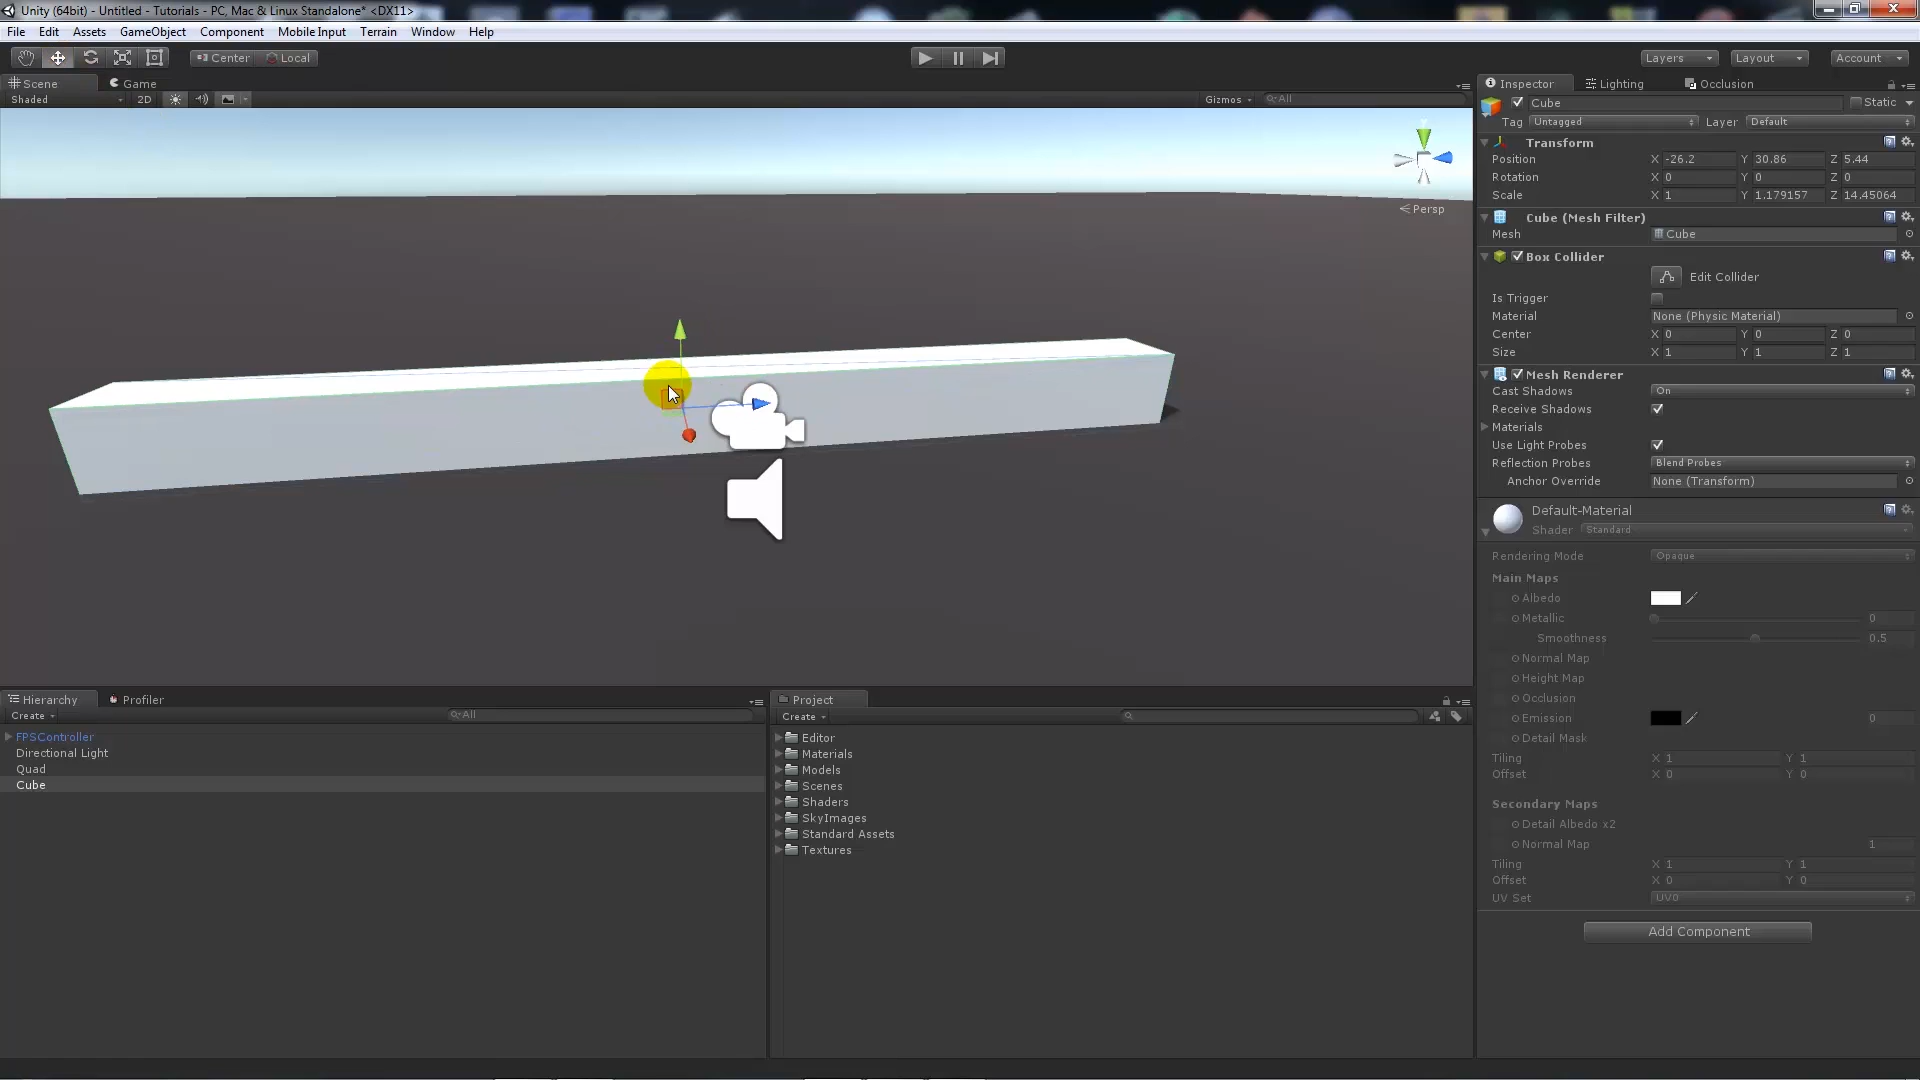 Unity (64bit) - Untitled - Tutorials - PC, Mac & Linux Standalone* <DX11>
File Edit Assets GameObject Component Mobile Input Terrain Window Help
Center Local Layers Layout Account
Scene Game
Shaded 2D Gizmos All
Persp
Inspector Lighting Occlusion
Cube Static
Tag Untagged Layer Default
Transform
Position X -26.2 Y 30.86 Z 5.44
Rotation X 0 Y 0 Z 0
Scale X 1 Y 1.179157 Z 14.45064
Cube (Mesh Filter)
Mesh Cube
Box Collider
Edit Collider
Is Trigger
Material None (Physic Material)
Center X 0 Y 0 Z 0
Size X 1 Y 1 Z 1
Mesh Renderer
Cast Shadows On
Receive Shadows
Materials
Use Light Probes
Reflection Probes Blend Probes
Anchor Override None (Transform)
Default-Material
Shader Standard
Rendering Mode Opaque
Main Maps
Albedo
Metallic 0
Smoothness 0.5
Normal Map
Height Map
Occlusion
Emission 0
Detail Mask
Tiling X 1 Y 1
Offset X 0 Y 0
Secondary Maps
Detail Albedo x2
Normal Map 1
Tiling X 1 Y 1
Offset X 0 Y 0
UV Set UV0
Add Component
Hierarchy Profiler
Create All
FPSController
Directional Light
Quad
Cube
Project
Create
Editor
Materials
Models
Scenes
Shaders
SkyImages
Standard Assets
Textures